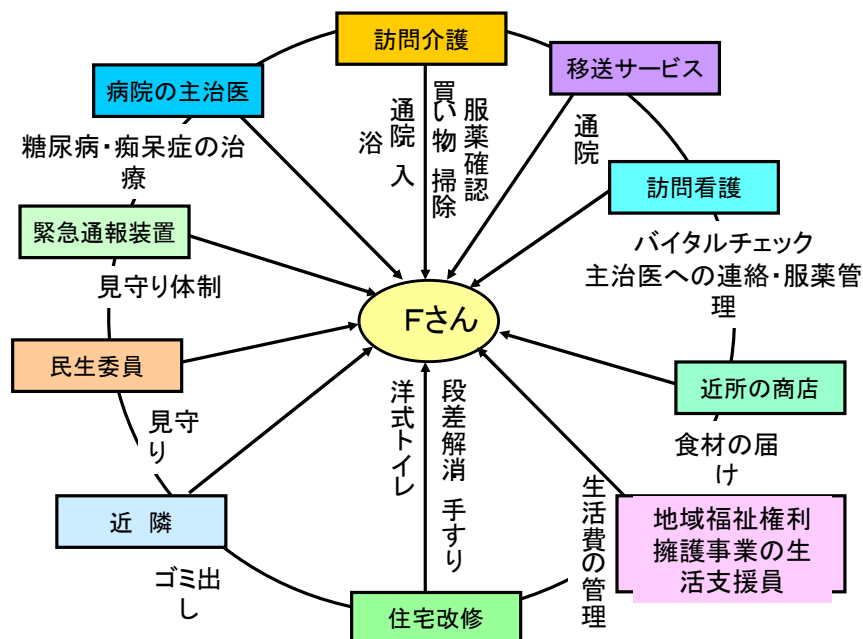 訪問介護
移送サービス
病院の主治医
服薬確認
買い物 掃除
通院 入
浴
通院
糖尿病・痴呆症の治
療
訪問看護
緊急通報装置
バイタルチェック
主治医への連絡・服薬管
理
見守り体制
Fさん
民生委員
近所の商店
見守
り
段差解消 手すり
洋式トイレ
食材の届
け
生活費の管理
近 隣
地域福祉権利
擁護事業の生
活支援員
ゴミ出
し
住宅改修